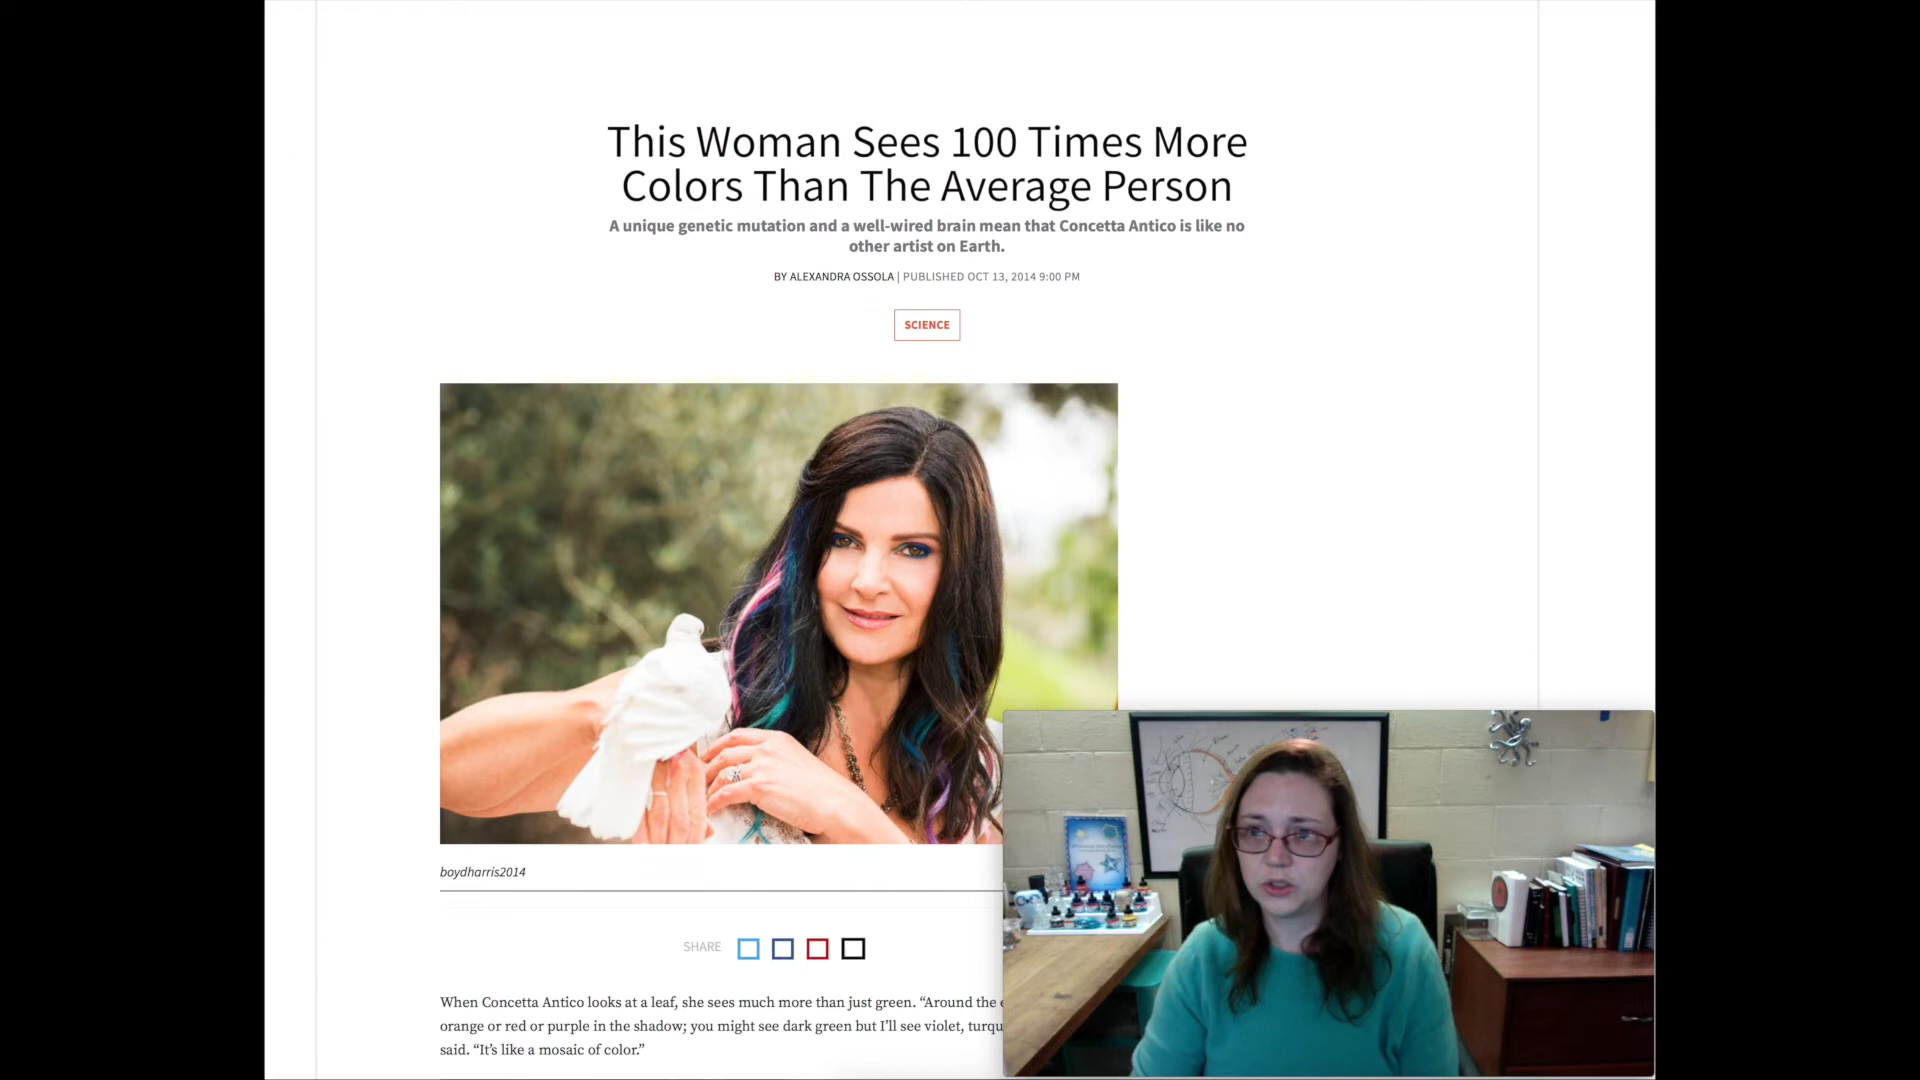 This Woman Sees 100 Times More
Colors Than The Average Person
A unique genetic mutation and a well-wired brain mean that Concetta Antico is like no
other artist on Earth.
BY ALEXANDRA OSSOLA | PUBLISHED OCT 13, 2014 9:00 PM
SCIENCE
boydharris2014
SHARE
When Concetta Antico looks at a leaf, she sees much more than just green. “Around the
orange or red or purple in the shadow; you might see dark green but I’ll see violet,
said. “It’s like a mosaic of color.”